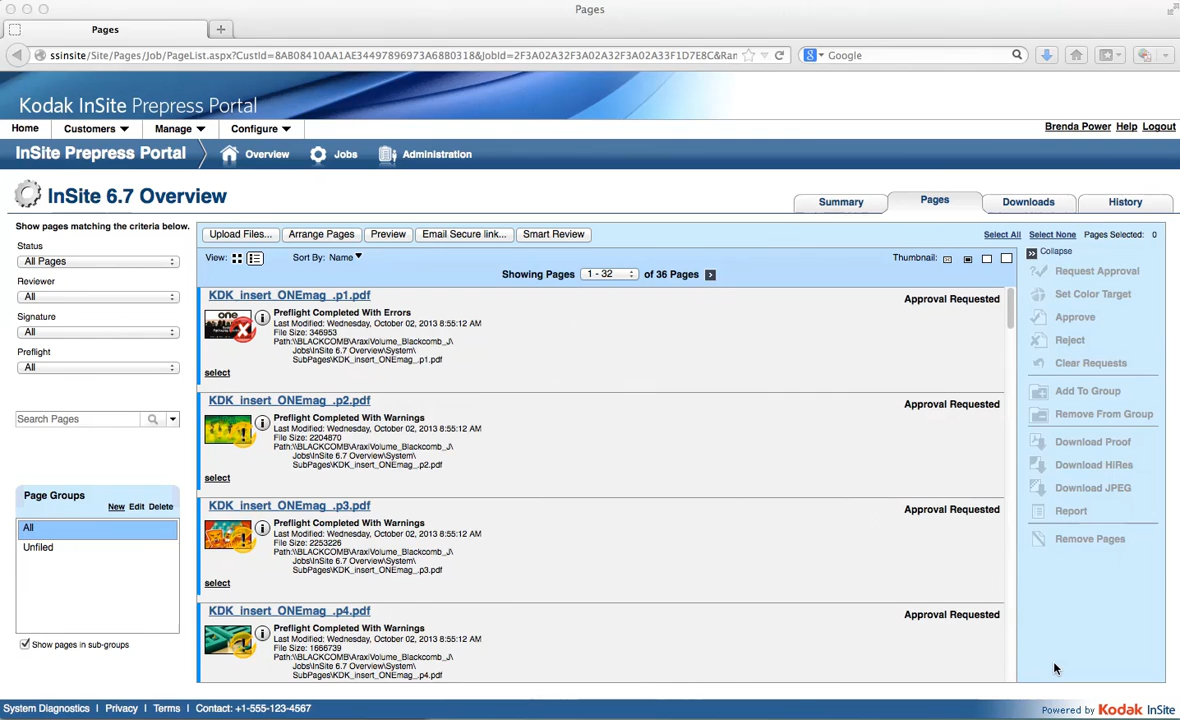 Pages
Pages
ssinsite/Site/Pages/Job/PageList.aspx?CustId=8AB08410AA1AE34497896973A6880318&JobId=2F3A02A32F3A02A32F3A02A33F1D7E8C&Ran
Google
Kodak InSite Prepress Portal
Home Customers Manage Configure
Brenda Power Help Logout
InSite Prepress Portal Overview Jobs Administration
InSite 6.7 Overview
Summary Pages Downloads History
Show pages matching the criteria below.
Status
All Pages
Reviewer
All
Signature
All
Preflight
All
Search Pages
Page Groups
New Edit Delete
All
Unfiled
Show pages in sub-groups
Upload Files... Arrange Pages Preview Email Secure link... Smart Review
Select All Select None Pages Selected: 0
View: Sort By: Name Thumbnail:
Showing Pages 1 - 32 of 36 Pages
KDK_insert_ONEmag_.p1.pdf
Approval Requested
one
Preflight Completed With Errors
Last Modified: Wednesday, October 02, 2013 8:55:12 AM
File Size: 346953
Path:\\BLACKCOMB\AraxiVolume_Blackcomb_J\
Jobs\InSite 6.7 Overview\System\
SubPages\KDK_insert_ONEmag_.p1.pdf
select
KDK_insert_ONEmag_.p2.pdf
Approval Requested
Preflight Completed With Warnings
Last Modified: Wednesday, October 02, 2013 8:55:12 AM
File Size: 2204870
Path:\\BLACKCOMB\AraxiVolume_Blackcomb_J\
Jobs\InSite 6.7 Overview\System\
SubPages\KDK_insert_ONEmag_.p2.pdf
select
KDK_insert_ONEmag_.p3.pdf
Approval Requested
Preflight Completed With Warnings
Last Modified: Wednesday, October 02, 2013 8:55:12 AM
File Size: 2253226
Path:\\BLACKCOMB\AraxiVolume_Blackcomb_J\
Jobs\InSite 6.7 Overview\System\
SubPages\KDK_insert_ONEmag_.p3.pdf
select
KDK_insert_ONEmag_.p4.pdf
Approval Requested
Preflight Completed With Warnings
Last Modified: Wednesday, October 02, 2013 8:55:12 AM
File Size: 1666739
Path:\\BLACKCOMB\AraxiVolume_Blackcomb_J\
Jobs\InSite 6.7 Overview\System\
SubPages\KDK_insert_ONEmag_.p4.pdf
Collapse
Request Approval
Set Color Target
Approve
Reject
Clear Requests
Add To Group
Remove From Group
Download Proof
Download HiRes
Download JPEG
Report
Remove Pages
System Diagnostics | Privacy | Terms | Contact: +1-555-123-4567
Powered by Kodak InSite